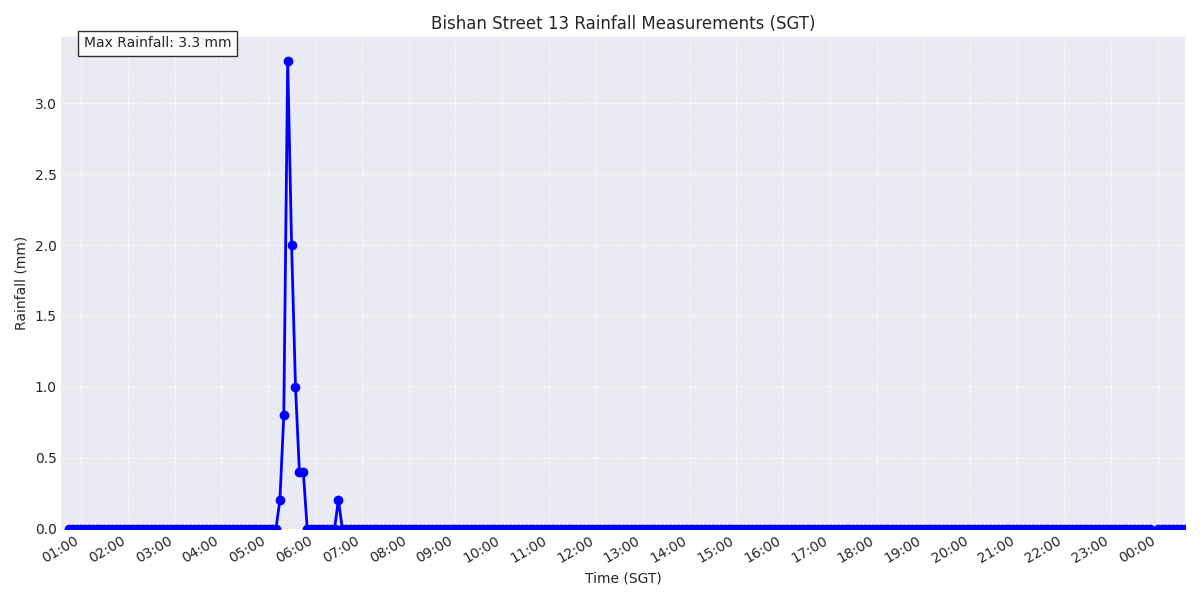 Bishan Street 13 Rainfall Measurements (SGT)
Max Rainfall: 3.3 mm
Rainfall (mm)
3.0
2.5
2.0
1.5
1.0
0.5
0.0
01:00 02:00 03:00 04:00 05:00 06:00 07:00 08:00 09:00 10:00 11:00 12:00 13:00 14:00 15:00 16:00 17:00 18:00 19:00 20:00 21:00 22:00 23:00 00:00
Time (SGT)